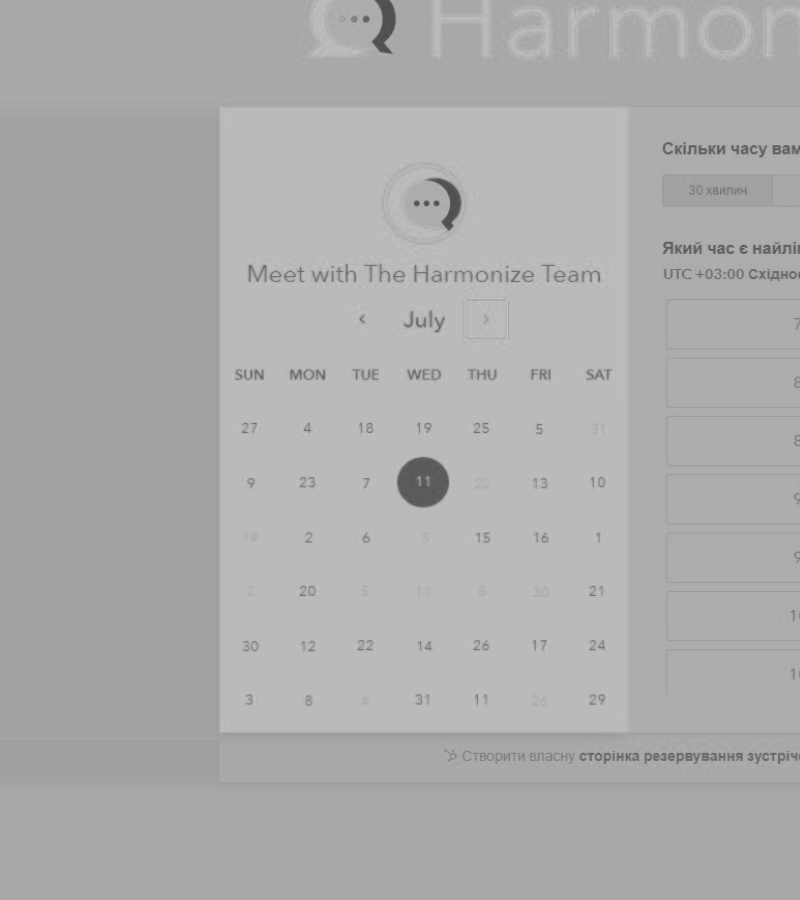 Harmon
Meet with The Harmonize Team
July
SUN MON TUE WED THU FRI SAT
27 4 18 19 25 5 31
9 23 7 11 22 13 10
14 2 6 3 15 16 1
2 20 5 11 8 30 21
30 12 22 14 26 17 24
3 8 6 31 11 26 29
Скільки часу вам
30 хвилин
Який час є найлі
UTC +03:00 Східноє
7
8
8
9
9
10
10
Створити власну сторінка резервування зустріче